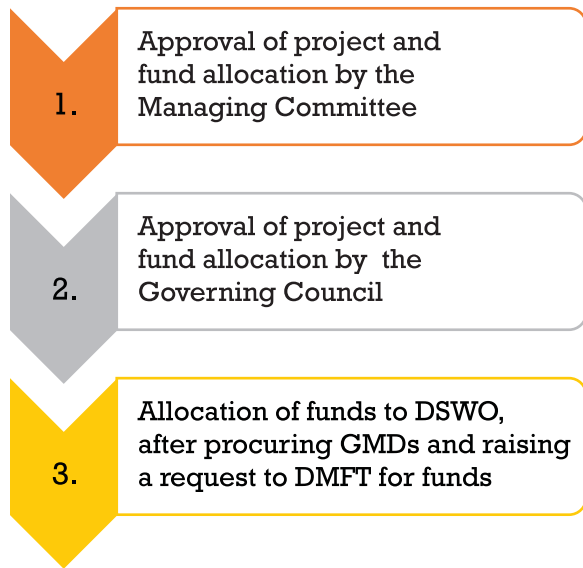 1.
Approval of project and
fund allocation by the
Managing Committee
2.
Approval of project and
fund allocation by the
Governing Council
3.
Allocation of funds to DSWO,
after procuring GMDs and raising
a request to DMFT for funds